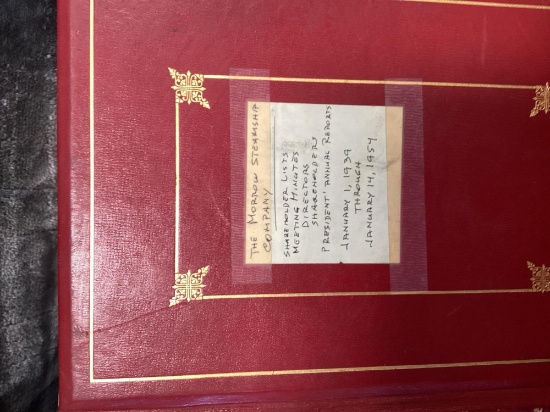 THE MORROW STEAMSHIP
COMPANY
SHAREHOLDER LISTS
MEETING MINUTES
DIRECTORS
SHAREHOLDERS
PRESIDENT' ANNUAL REPORTS
JANUARY 1, 1939
THROUGH
JANUARY 14, 1954